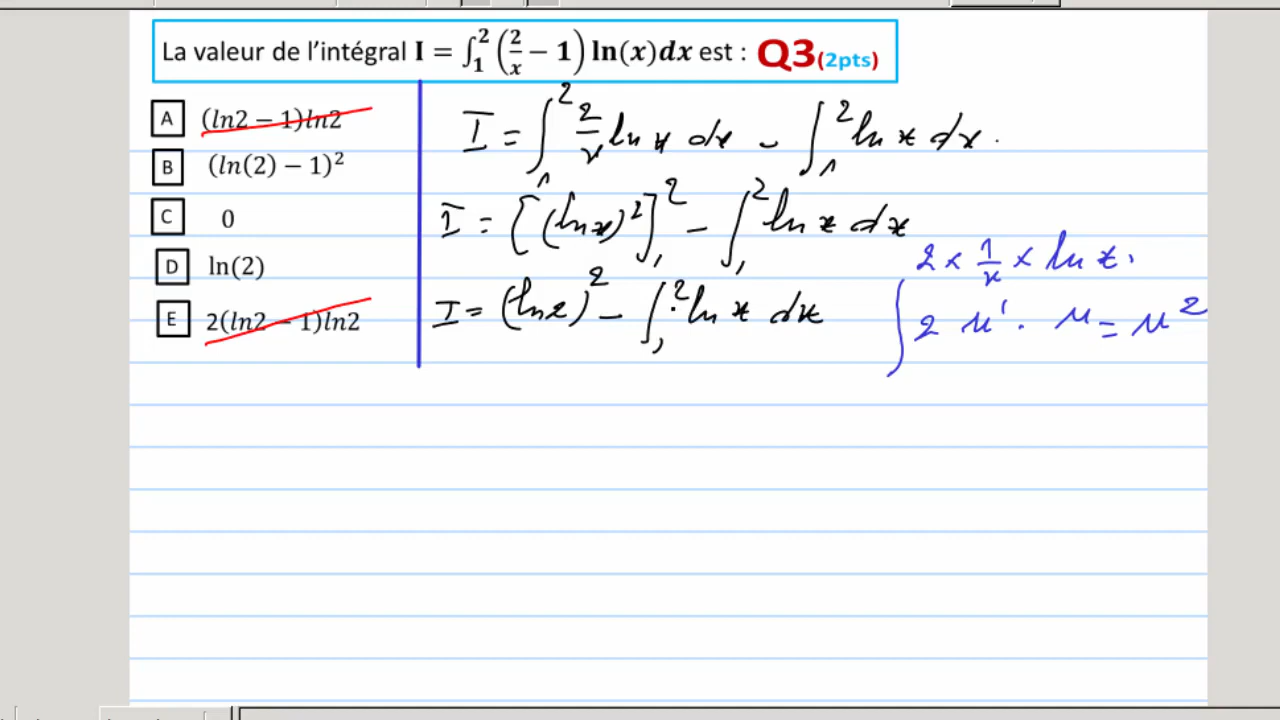 La valeur de l’intégral I = ∫₁² (2/x − 1) ln(x)dx est : Q3(2pts)
A (ln2 − 1)ln2
B (ln(2) − 1)²
C 0
D ln(2)
E 2(ln2 − 1)ln2
I = ∫₁² 2/x ln x dx − ∫₁² ln x dx.
I = [(ln x)²]₁² − ∫₁² ln x dx
I = (ln 2)² − ∫₁² ln x dx
2 × 1/x × ln x.
∫ 2 u' · u = u²